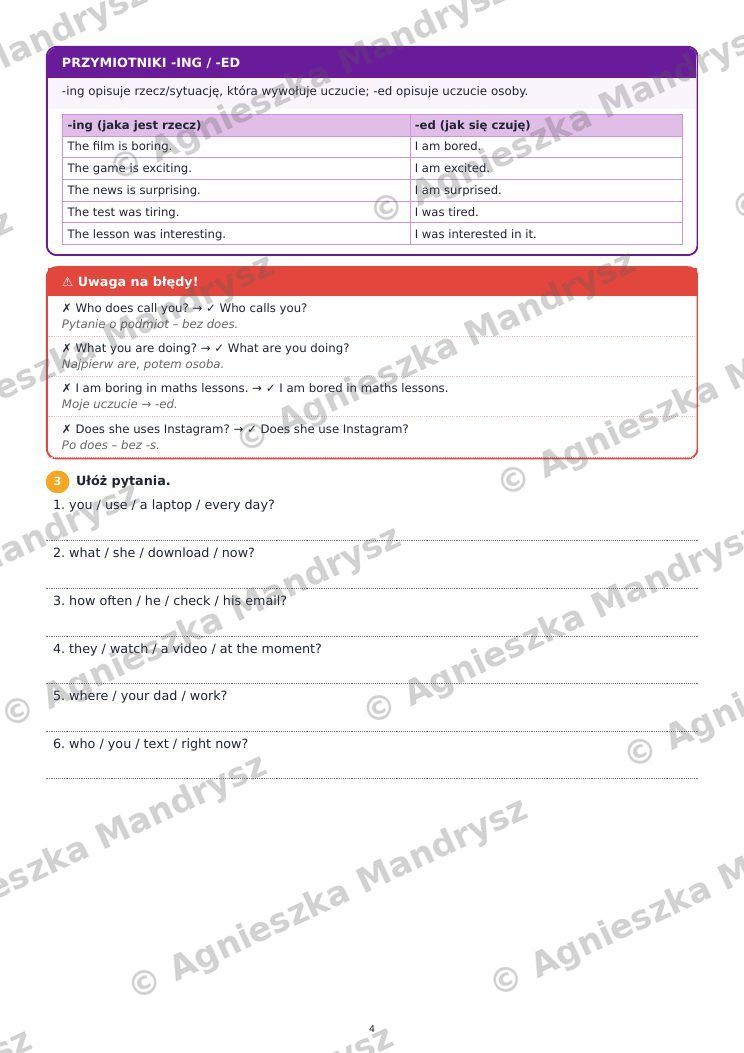 PRZYMIOTNIKI -ING / -ED
-ing opisuje rzecz/sytuację, która wywołuje uczucie; -ed opisuje uczucie osoby.
-ing (jaka jest rzecz) -ed (jak się czuję)
The film is boring. I am bored.
The game is exciting. I am excited.
The news is surprising. I am surprised.
The test was tiring. I was tired.
The lesson was interesting. I was interested in it.
⚠ Uwaga na błędy!
✗ Who does call you? → ✓ Who calls you?
Pytanie o podmiot – bez does.
✗ What you are doing? → ✓ What are you doing?
Najpierw are, potem osoba.
✗ I am boring in maths lessons. → ✓ I am bored in maths lessons.
Moje uczucie → -ed.
✗ Does she uses Instagram? → ✓ Does she use Instagram?
Po does – bez -s.
3 Ułóż pytania.
1. you / use / a laptop / every day?
2. what / she / download / now?
3. how often / he / check / his email?
4. they / watch / a video / at the moment?
5. where / your dad / work?
6. who / you / text / right now?
© Agnieszka Mandrysz
4